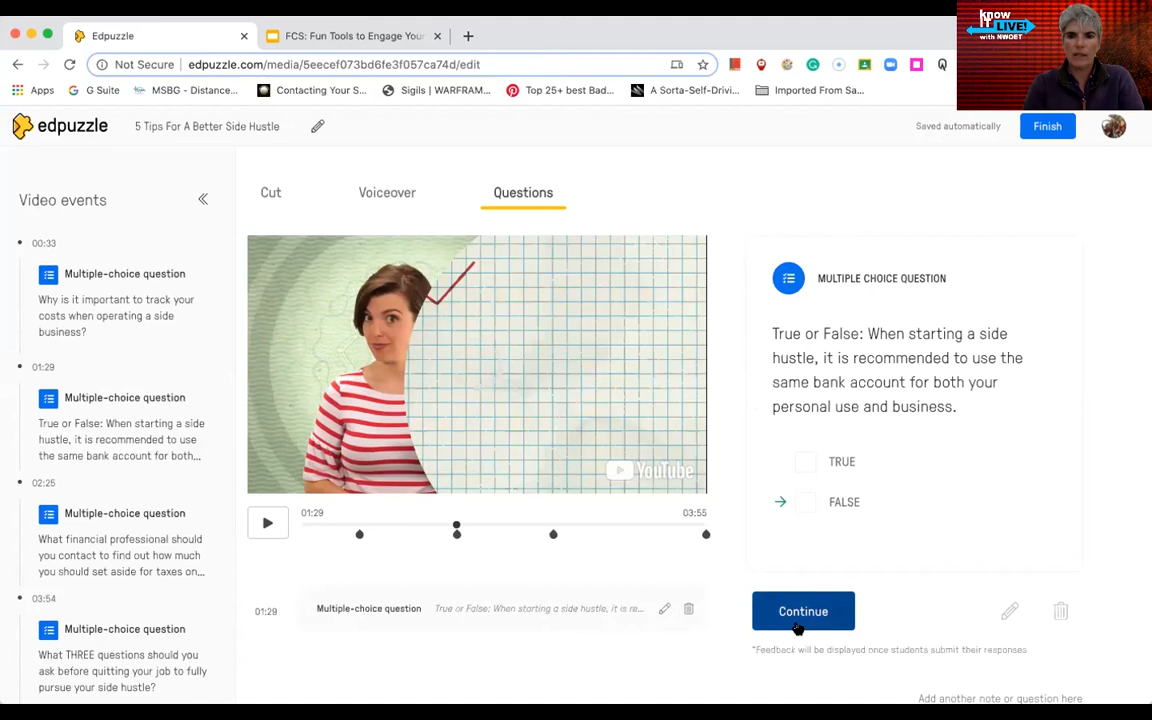 Edpuzzle
FCS: Fun Tools to Engage Your
Not Secure
edpuzzle.com/media/5eecef073bd6fe3f057ca74d/edit
Apps
G Suite
MSBG - Distance...
Contacting Your S...
Sigils | WARFRAM...
Top 25+ best Bad...
A Sorta-Self-Drivi...
Imported From Sa...
know
iT
LIVE!
with NWOET
edpuzzle
5 Tips For A Better Side Hustle
Saved automatically
Finish
Video events
Cut
Voiceover
Questions
00:33
Multiple-choice question
Why is it important to track your
costs when operating a side
business?
01:29
Multiple-choice question
True or False: When starting a side
hustle, it is recommended to use
the same bank account for both...
02:25
Multiple-choice question
What financial professional should
you contact to find out how much
you should set aside for taxes on...
03:54
Multiple-choice question
What THREE questions should you
ask before quitting your job to fully
pursue your side hustle?
YouTube
01:29
03:55
01:29
Multiple-choice question
True or False: When starting a side hustle, it is re...
MULTIPLE CHOICE QUESTION
True or False: When starting a side
hustle, it is recommended to use the
same bank account for both your
personal use and business.
TRUE
FALSE
Continue
*Feedback will be displayed once students submit their responses
Add another note or question here